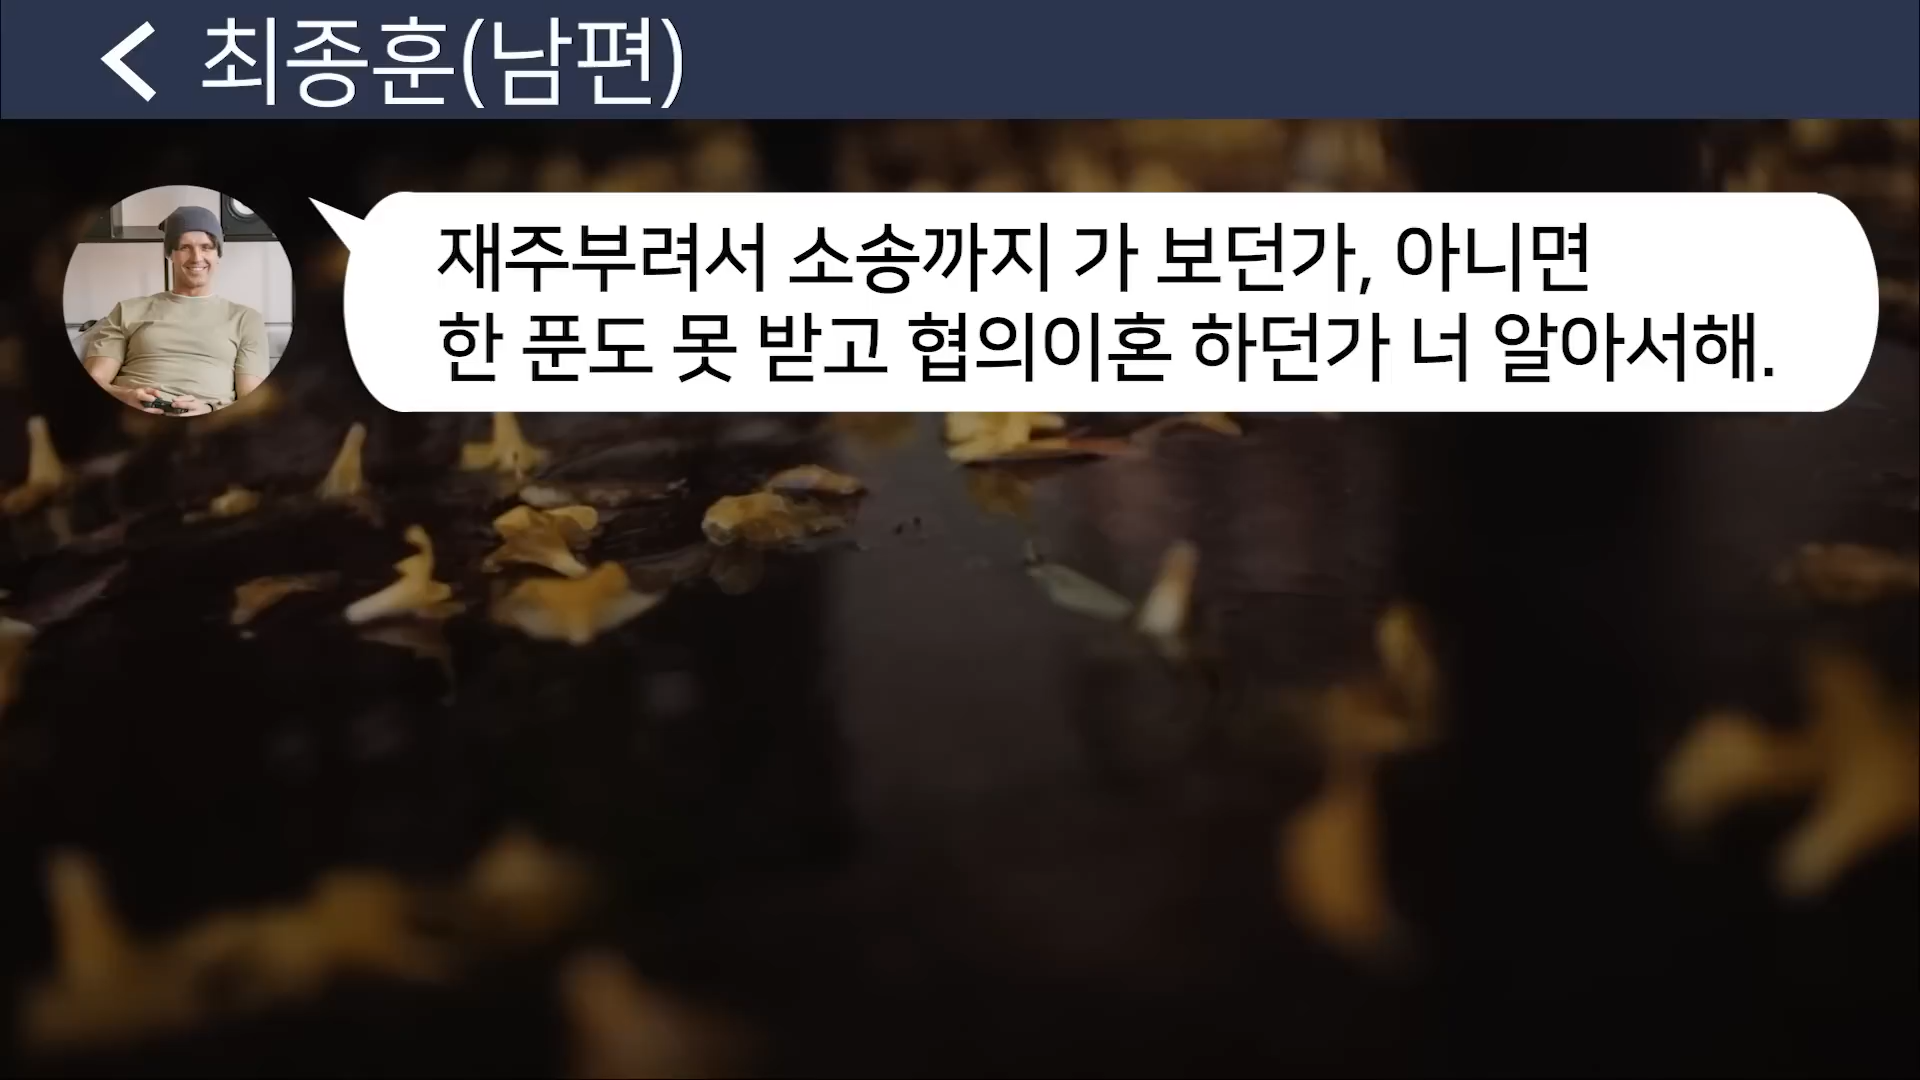 최종훈(남편)
재주부려서 소송까지 가 보던가, 아니면
한 푼도 못 받고 협의이혼 하던가 너 알아서해.